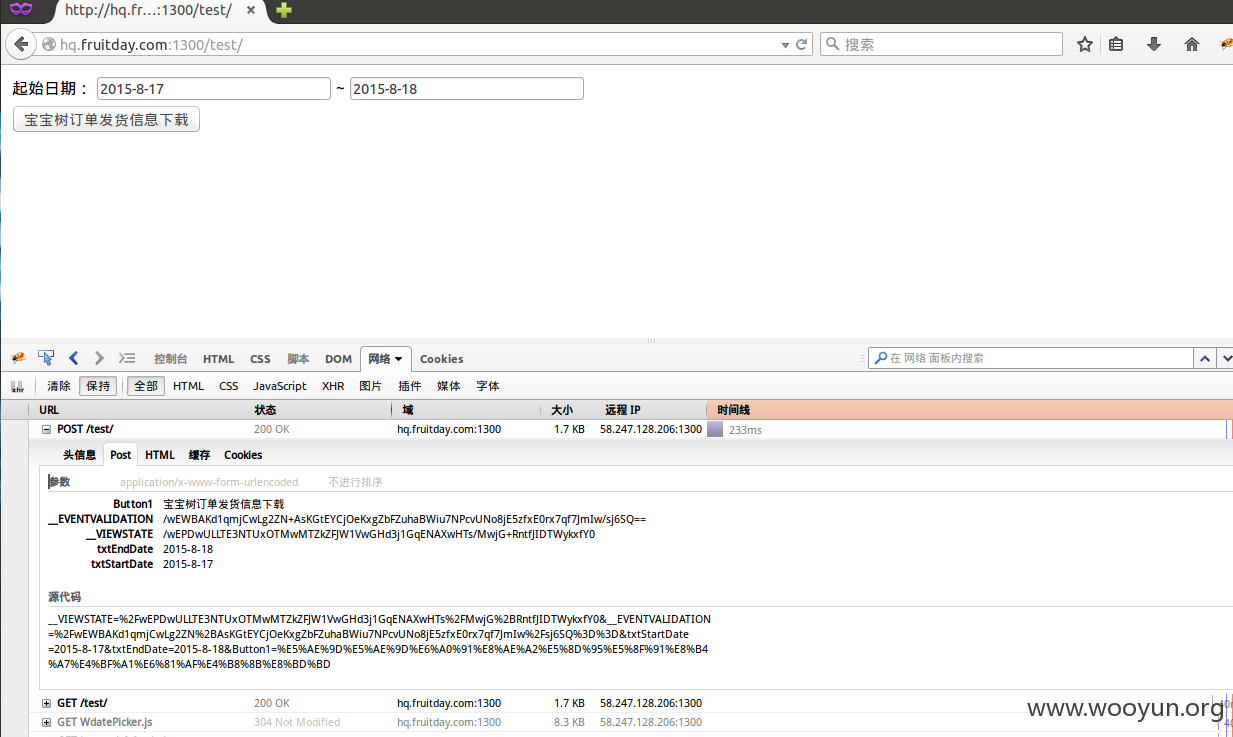 http://hq.fr…:1300/test/
hq.fruitday.com:1300/test/
搜索
起始日期： 2015-8-17 ~ 2015-8-18
宝宝树订单发货信息下载
控制台 HTML CSS 脚本 DOM 网络 Cookies
在 网络 面板内搜索
清除 保持 全部 HTML CSS JavaScript XHR 图片 插件 媒体 字体
URL 状态 域 大小 远程 IP 时间线
POST /test/ 200 OK hq.fruitday.com:1300 1.7 KB 58.247.128.206:1300 233ms
头信息 Post HTML 缓存 Cookies
参数 application/x-www-form-urlencoded 不进行排序
Button1 宝宝树订单发货信息下载
__EVENTVALIDATION /wEWBAKd1qmjCwLg2ZN+AsKGtEYCjOeKxgZbFZuhaBWiu7NPcvUNo8jE5zfxE0rx7qf7JmIw/sj6SQ==
__VIEWSTATE /wEPDwULLTE3NTUxOTMwMTZkZFJW1VwGHd3j1GqENAXwHTs/MwjG+RntfJIDTWykxfY0
txtEndDate 2015-8-18
txtStartDate 2015-8-17
源代码
__VIEWSTATE=%2FwEPDwULLTE3NTUxOTMwMTZkZFJW1VwGHd3j1GqENAXwHTs%2FMwjG%2BRntfJIDTWykxfY0&__EVENTVALIDATION
=%2FwEWBAKd1qmjCwLg2ZN%2BAsKGtEYCjOeKxgZbFZuhaBWiu7NPcvUNo8jE5zfxE0rx7qf7JmIw%2Fsj6SQ%3D%3D&txtStartDate
=2015-8-17&txtEndDate=2015-8-18&Button1=%E5%AE%9D%E5%AE%9D%E6%A0%91%E8%AE%A2%E5%8D%95%E5%8F%91%E8%B4
%A7%E4%BF%A1%E6%81%AF%E4%B8%8B%E8%BD%BD
GET /test/ 200 OK hq.fruitday.com:1300 1.7 KB 58.247.128.206:1300
GET WdatePicker.js 304 Not Modified hq.fruitday.com:1300 8.3 KB 58.247.128.206:1300
www.wooyun.org